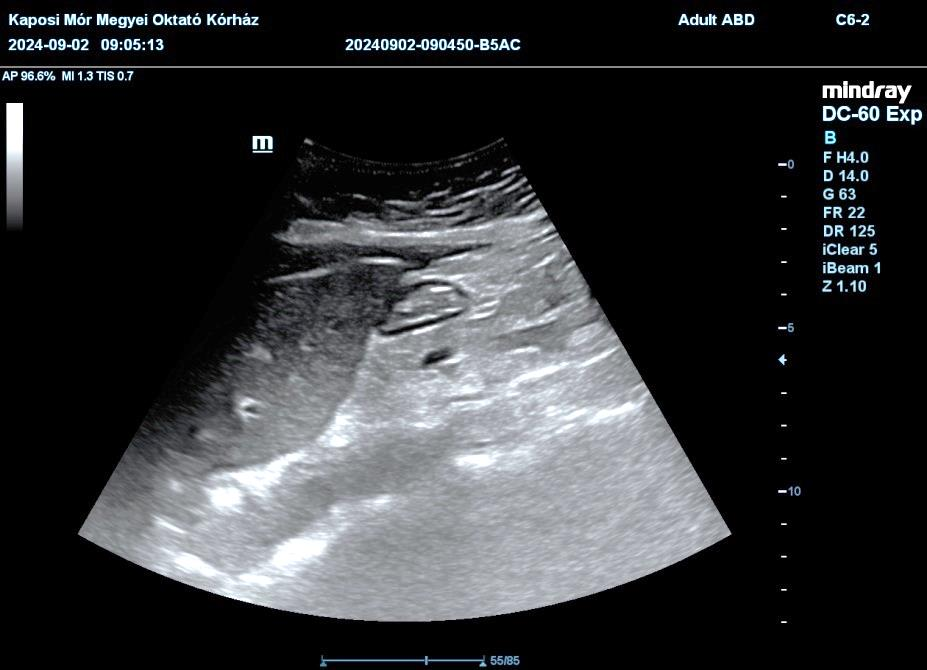 Kaposi Mór Megyei Oktató Kórház
Adult ABD
C6-2
2024-09-02 09:05:13
20240902-090450-B5AC
AP 96.6% MI 1.3 TIS 0.7
mindray
DC-60 Exp
m
B
F H4.0
D 14.0
G 63
FR 22
DR 125
iClear 5
iBeam 1
Z 1.10
0
5
10
55/85